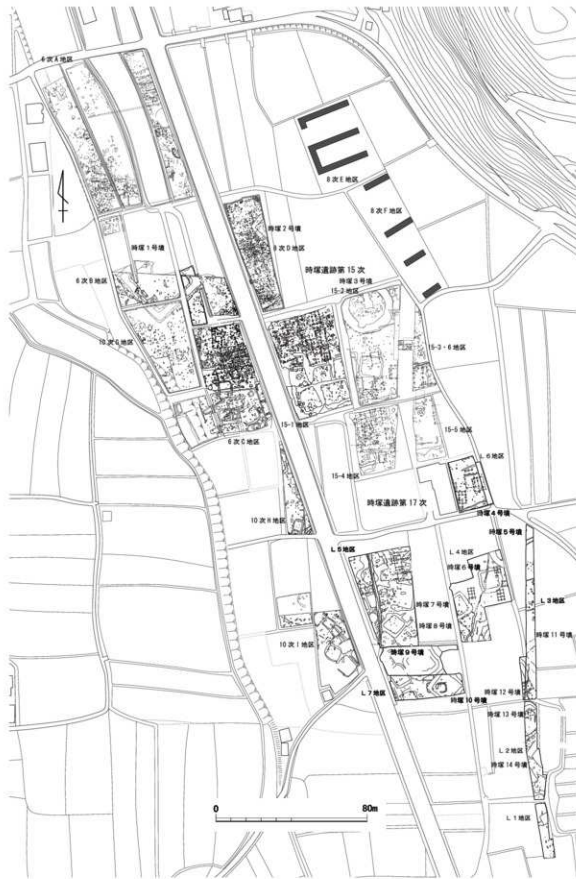 6次A地区
8次E地区
8次F地区
時塚2号墳
8次D地区
時塚1号墳
時塚遺跡第15次
時塚3号墳
15-2地区
6次B地区
10次G地区
15-3・6地区
15-1地区
15-5地区
6次C地区
L6地区
15-4地区
時塚遺跡第17次
時塚4号墳
10次H地区
時塚5号墳
L5地区
L4地区
時塚6号墳
L3地区
時塚7号墳
時塚8号墳
時塚11号墳
10次I地区
時塚9号墳
L7地区
時塚12号墳
時塚10号墳
時塚13号墳
L2地区
時塚14号墳
0
80m
L1地区